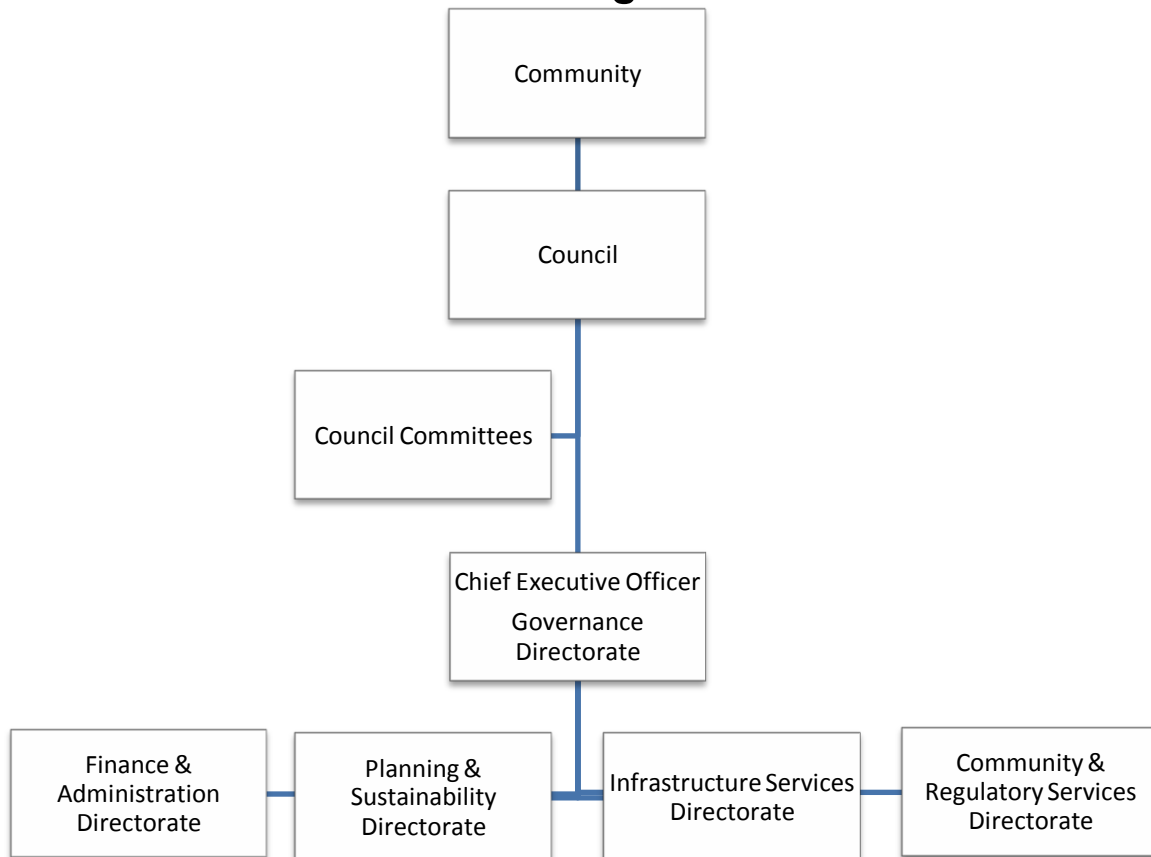 Community
Council
Council Committees
Chief Executive Officer
Governance
Directorate
Finance &
Administration
Directorate
Planning &
Sustainability
Directorate
Infrastructure Services
Directorate
Community &
Regulatory Services
Directorate